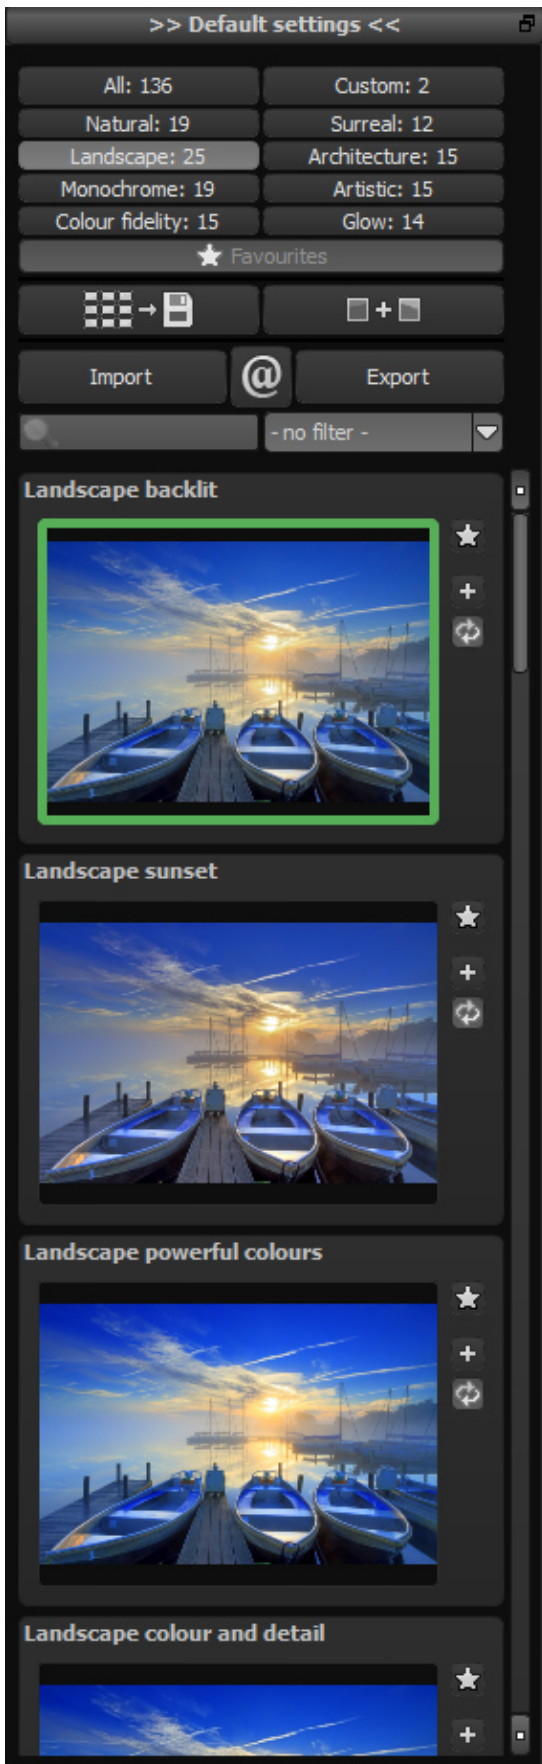 >> Default settings <<
All: 136 Custom: 2
Natural: 19 Surreal: 12
Landscape: 25 Architecture: 15
Monochrome: 19 Artistic: 15
Colour fidelity: 15 Glow: 14
Favourites
Import @ Export
- no filter -
Landscape backlit
Landscape sunset
Landscape powerful colours
Landscape colour and detail